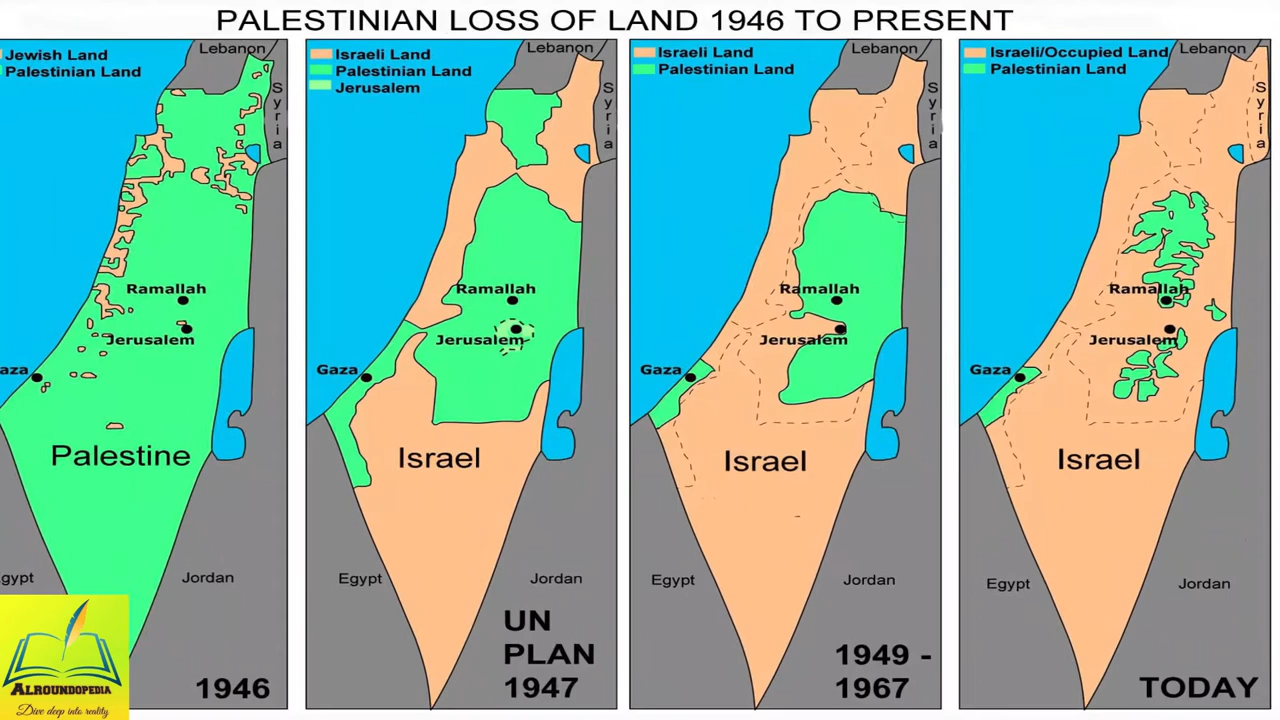 PALESTINIAN LOSS OF LAND 1946 TO PRESENT
Jewish Land
Palestinian Land
Lebanon
Syria
Ramallah
Jerusalem
aza
Palestine
gypt
Jordan
1946
Israeli Land
Palestinian Land
Jerusalem
Lebanon
Syria
Ramallah
Jerusalem
Gaza
Israel
Egypt
Jordan
UN
PLAN
1947
Israeli Land
Palestinian Land
Lebanon
Syria
Ramallah
Jerusalem
Gaza
Israel
Egypt
Jordan
1949 -
1967
Israeli/Occupied Land
Palestinian Land
Lebanon
Syria
Ramallah
Jerusalem
Gaza
Israel
Egypt
Jordan
TODAY
ALROUNDOPEDIA
Dive deep into reality